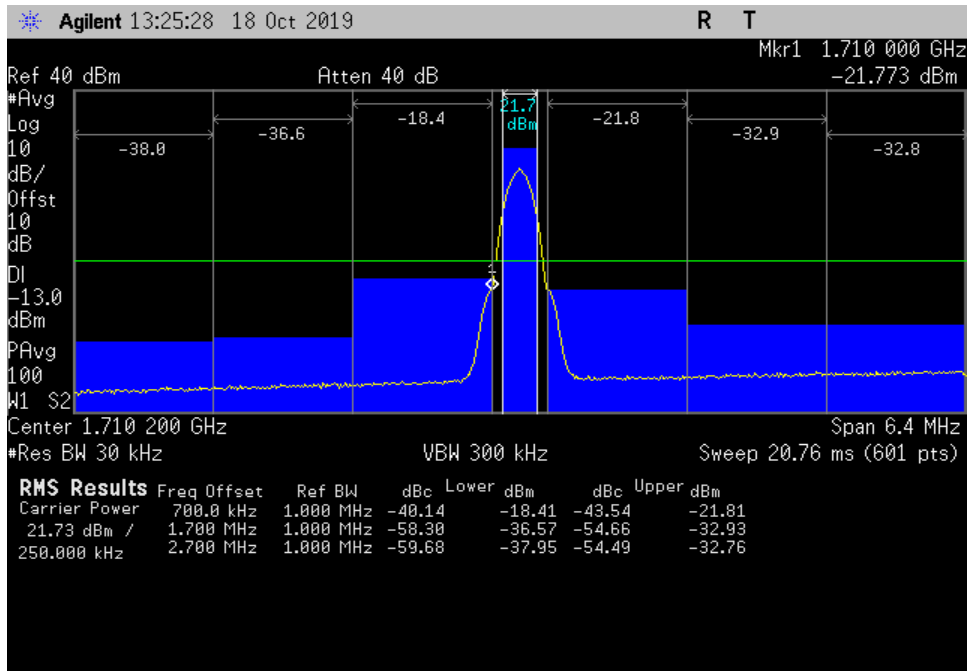 Agilent 13:25:28 18 Oct 2019 R T
Mkr1 1.710 000 GHz
Ref 40 dBm Atten 40 dB -21.773 dBm
#Avg
Log
10
dB/
Offst
10
dB
DI
-13.0
dBm
PAvg
100
W1 S2
-38.0 -36.6 -18.4 21.7 dBm -21.8 -32.9 -32.8
1
Center 1.710 200 GHz Span 6.4 MHz
#Res BW 30 kHz VBW 300 kHz Sweep 20.76 ms (601 pts)
RMS Results Freq Offset Ref BW dBc Lower dBm dBc Upper dBm
Carrier Power 700.0 kHz 1.000 MHz -40.14 -18.41 -43.54 -21.81
21.73 dBm / 1.700 MHz 1.000 MHz -58.30 -36.57 -54.66 -32.93
250.000 kHz 2.700 MHz 1.000 MHz -59.68 -37.95 -54.49 -32.76